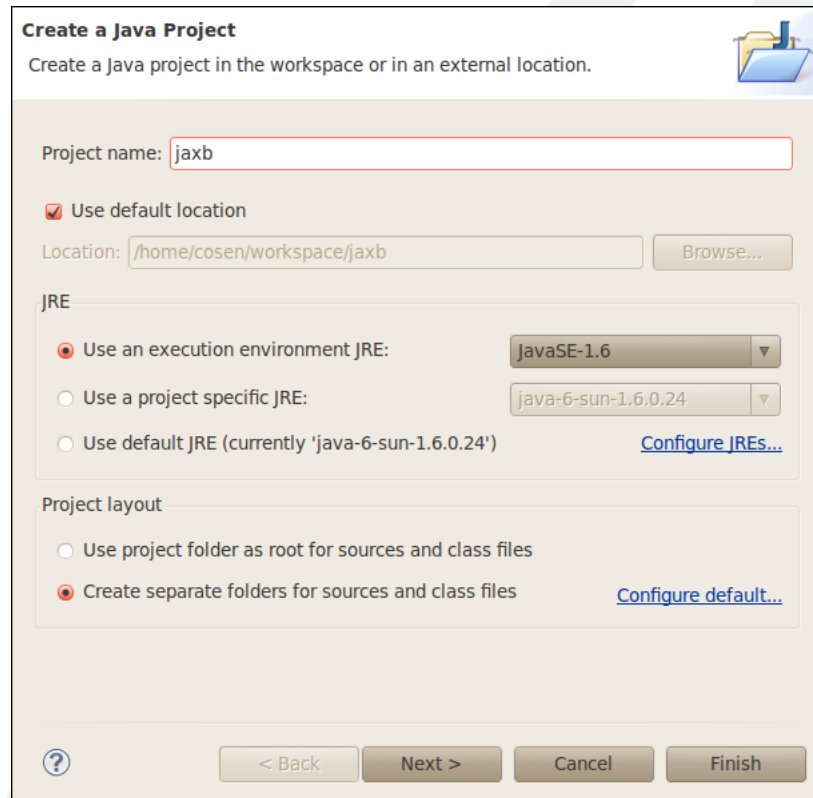 Create a Java Project
Create a Java project in the workspace or in an external location.
Project name: jaxb
Use default location
Location: /home/cosen/workspace/jaxb Browse...
JRE
Use an execution environment JRE: JavaSE-1.6
Use a project specific JRE: java-6-sun-1.6.0.24
Use default JRE (currently 'java-6-sun-1.6.0.24') Configure JREs...
Project layout
Use project folder as root for sources and class files
Create separate folders for sources and class files Configure default...
? < Back Next > Cancel Finish